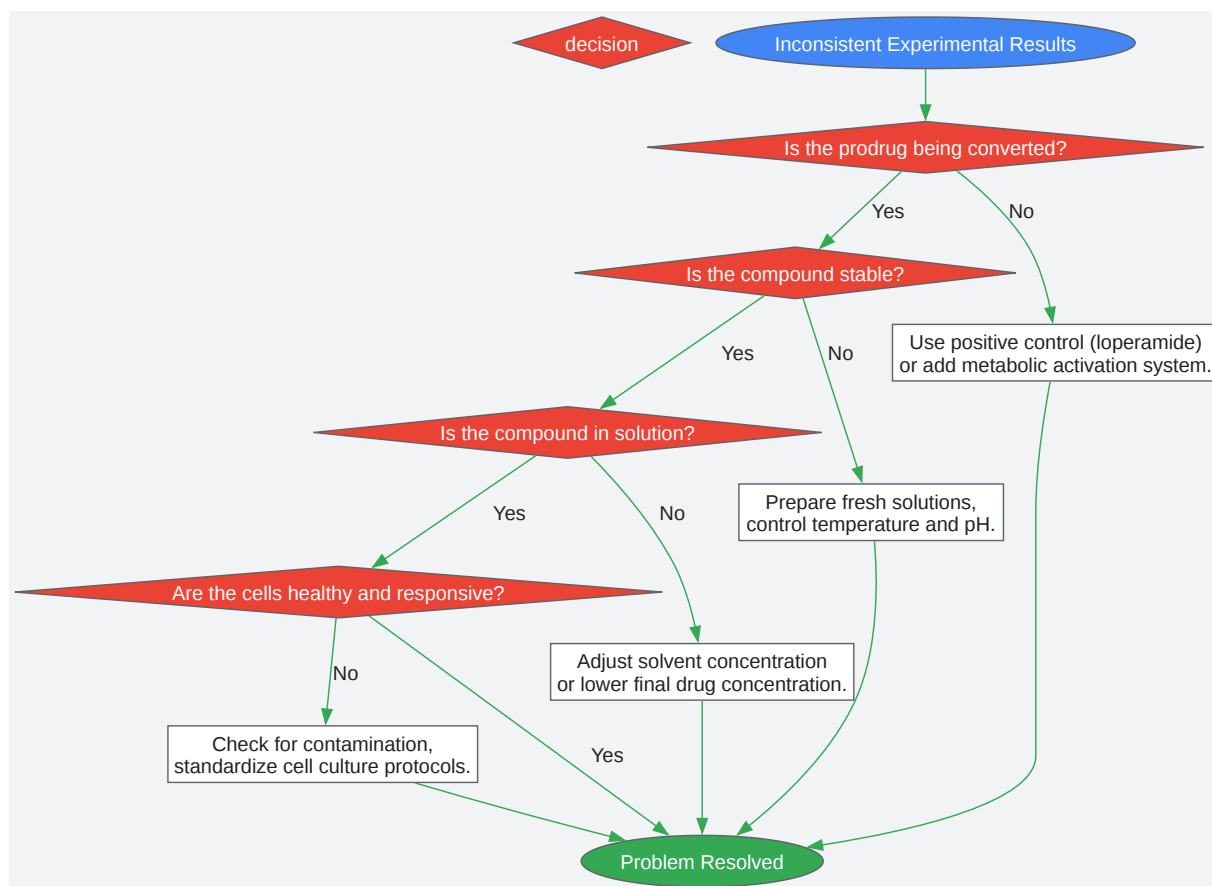 decision
Inconsistent Experimental Results
Is the prodrug being converted?
Yes
No
Is the compound stable?
Use positive control (loperamide)
or add metabolic activation system.
Yes
No
Is the compound in solution?
Prepare fresh solutions,
control temperature and pH.
Yes
No
Are the cells healthy and responsive?
Adjust solvent concentration
or lower final drug concentration.
No
Check for contamination,
standardize cell culture protocols.
Yes
Problem Resolved